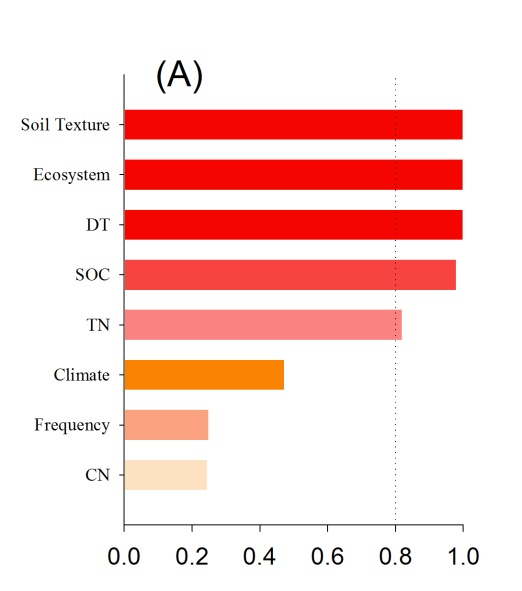 (A)
Soil Texture
Ecosystem
DT
SOC
TN
Climate
Frequency
CN
0.0 0.2 0.4 0.6 0.8 1.0